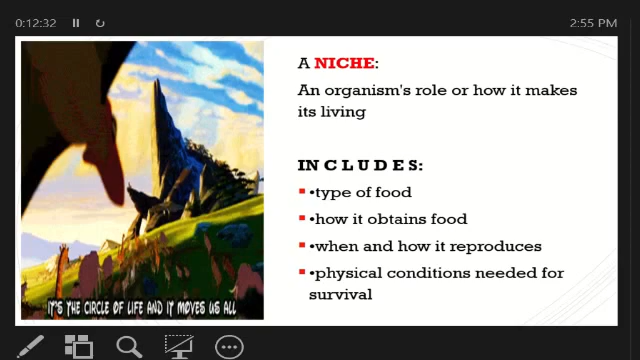 0:12:32
2:55 PM
A NICHE:
An organism's role or how it makes
its living
INCLUDES:
•type of food
•how it obtains food
•when and how it reproduces
•physical conditions needed for
survival
IT'S THE CIRCLE OF LIFE AND IT MOVES US ALL